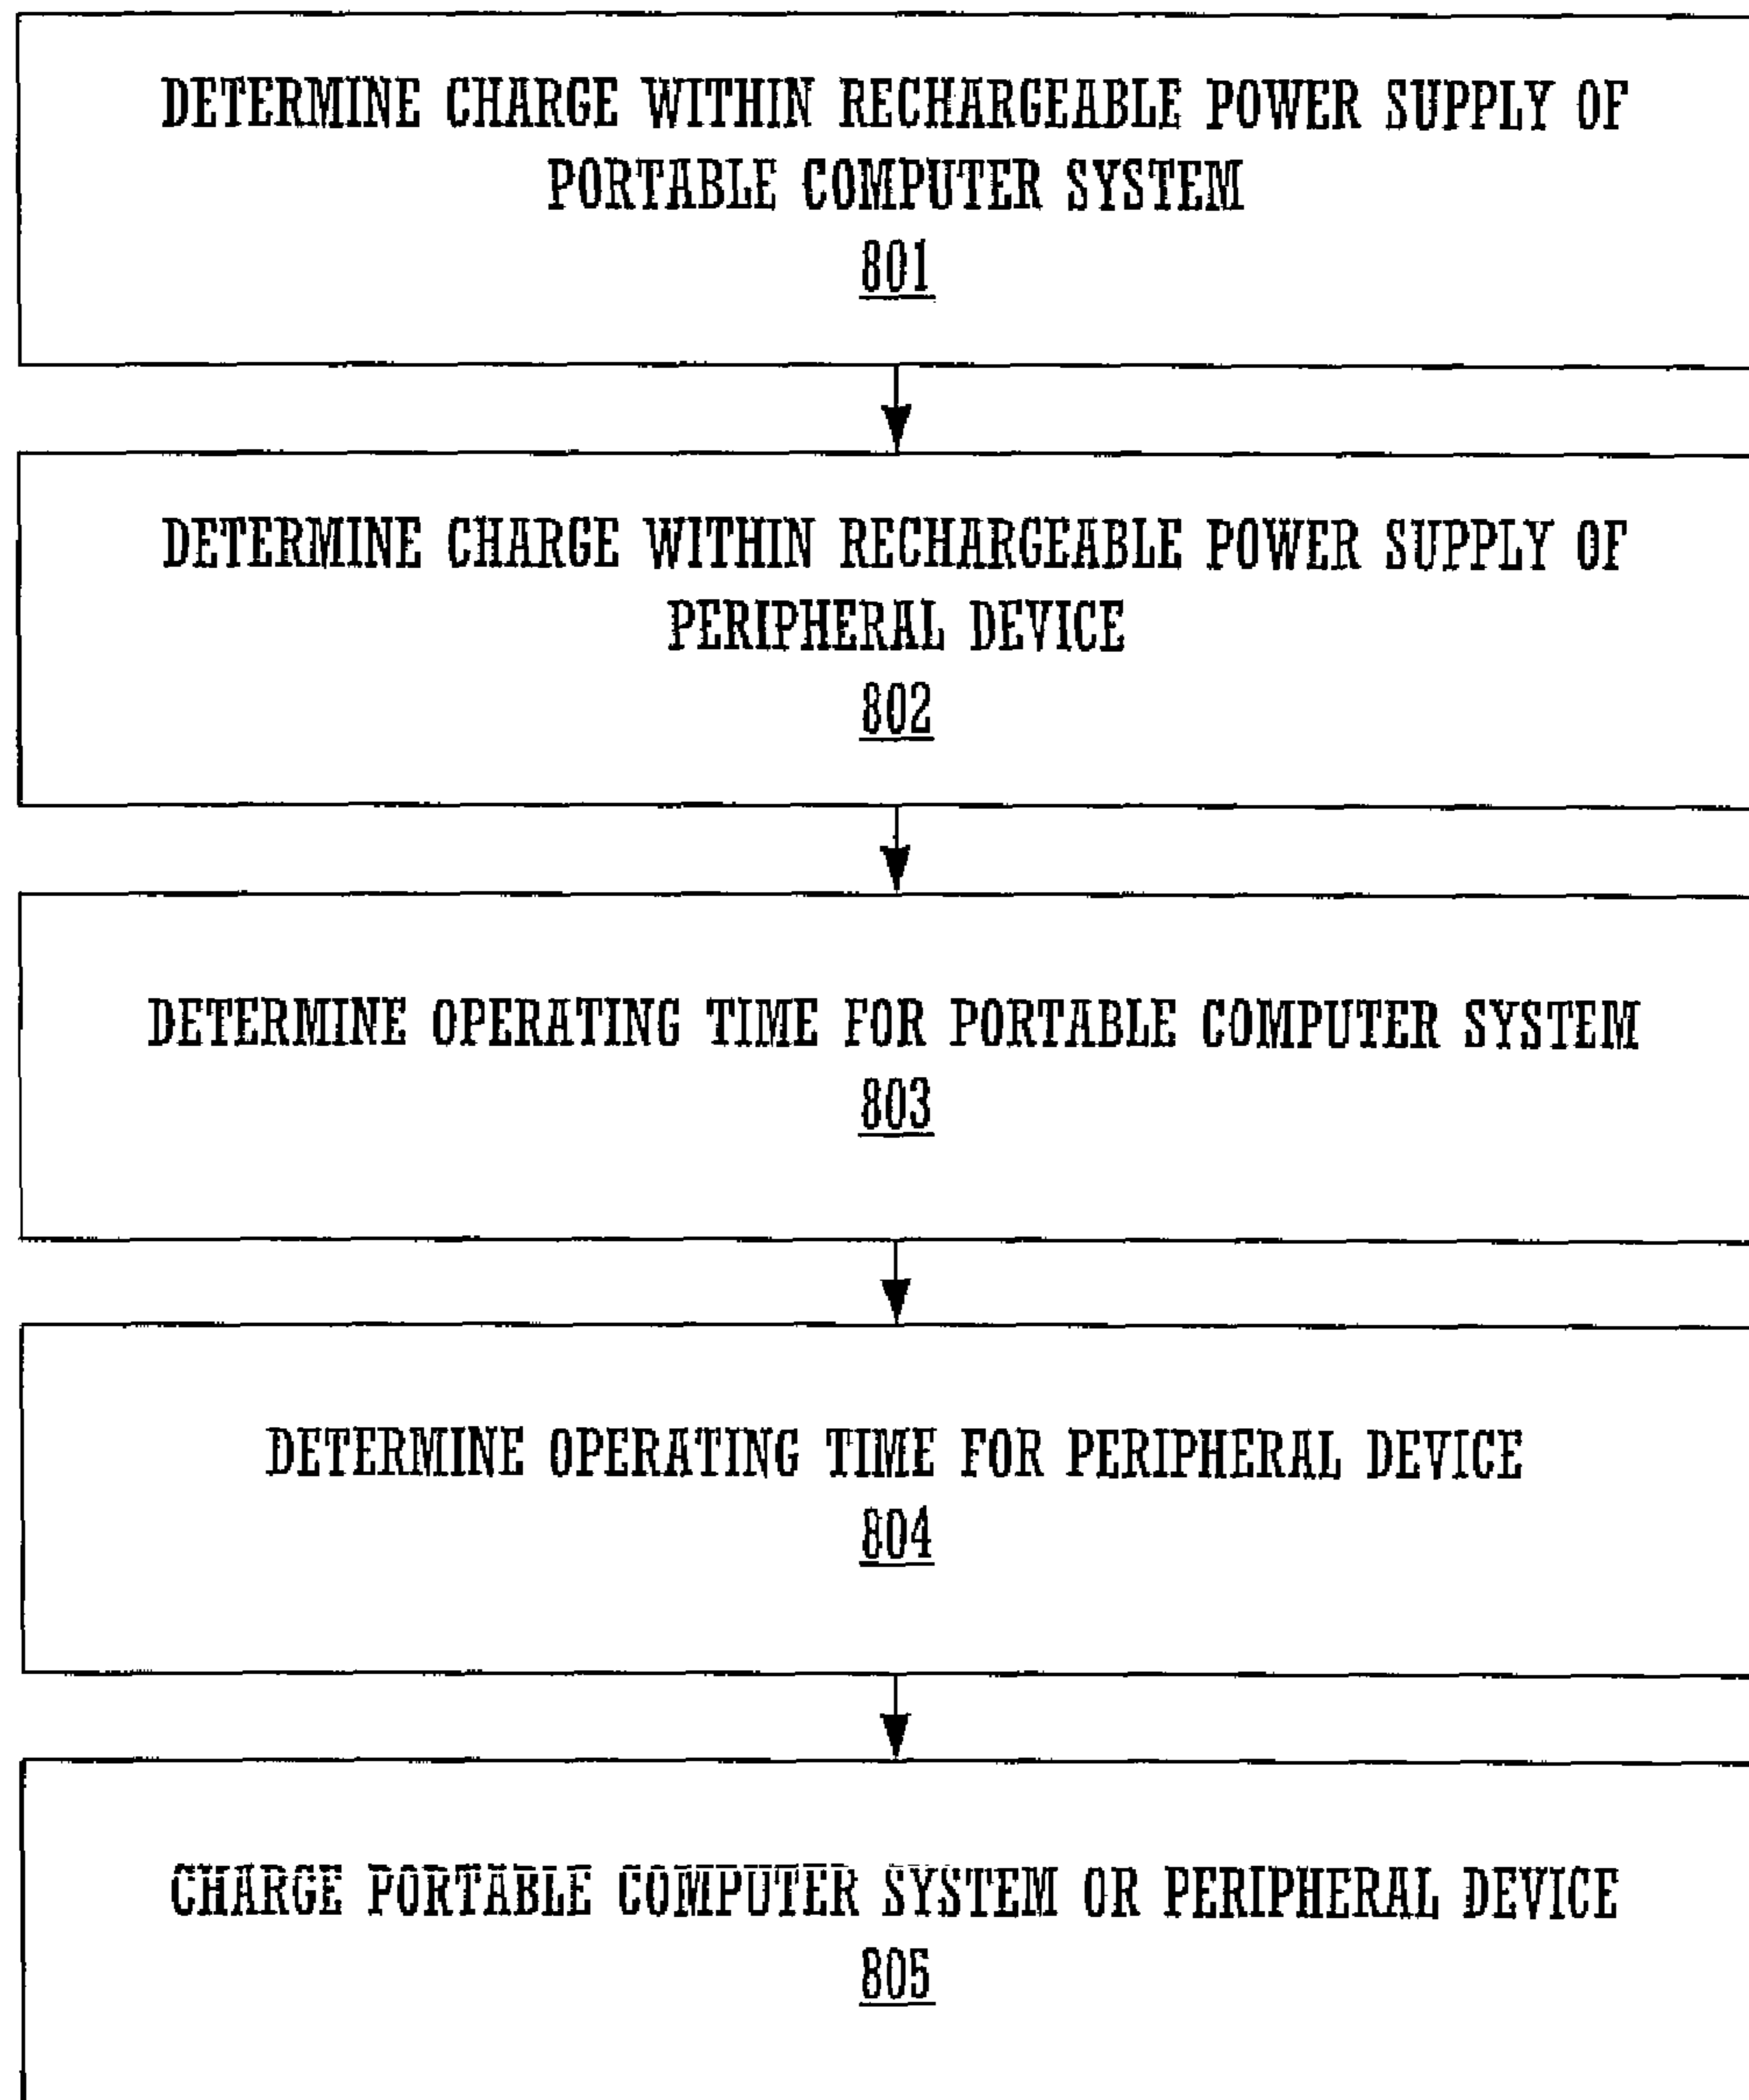 DETERMINE CHARGE WITHIN RECHARGEABLE POWER SUPPLY OF
PORTABLE COMPUTER SYSTEM
801
DETERMINE CHARGE WITHIN RECHARGEABLE POWER SUPPLY OF
PERIPHERAL DEVICE
802
DETERMINE OPERATING TIME FOR PORTABLE COMPUTER SYSTEM
803
DETERMINE OPERATING TIME FOR PERIPHERAL DEVICE
804
CHARGE PORTABLE COMPUTER SYSTEM OR PERIPHERAL DEVICE
805